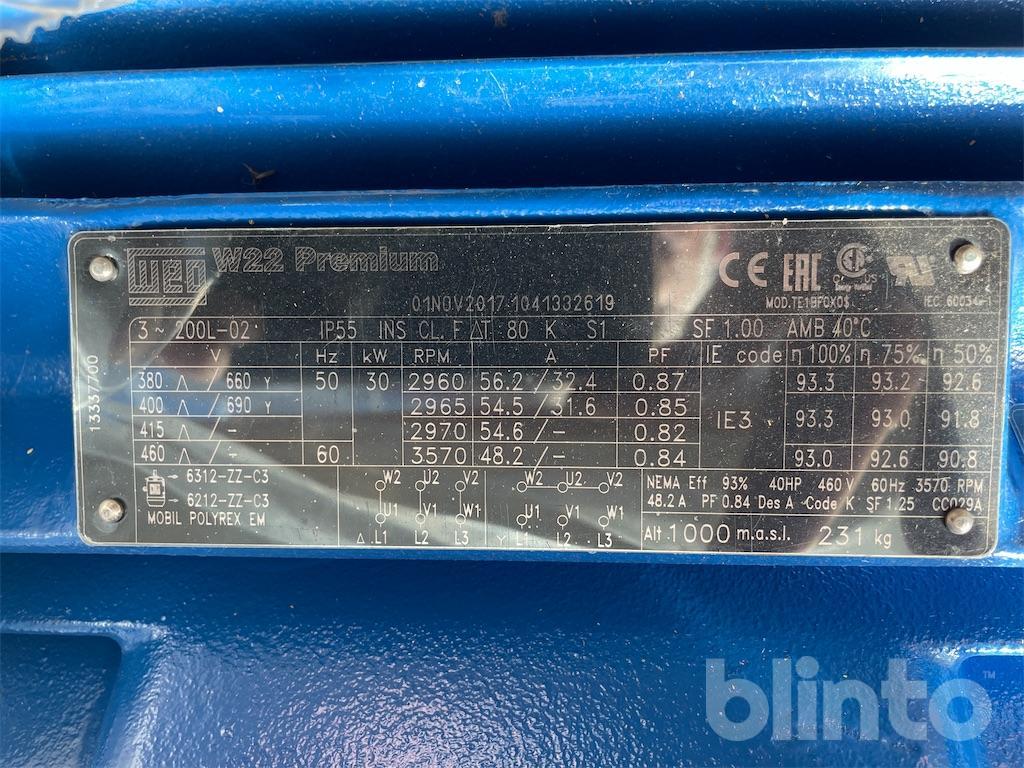 WEG W22 Premium
CE EAC CSA C US Energy Verified RU
01NOV2017 1041332619 MOD.TE1BF0X0$ IEC 60034-1
3 ~ 200L-02 IP55 INS CL. F ΔT 80 K S1 SF 1.00 AMB 40°C
V Hz kW RPM A PF IE code η 100% η 75% η 50%
380 Δ / 660 Y 50 30 2960 56.2 / 32.4 0.87 93.3 93.2 92.6
400 Δ / 690 Y 2965 54.5 / 31.6 0.85 IE3 93.3 93.0 91.8
415 Δ / - 2970 54.6 / - 0.82
460 Δ / - 60 3570 48.2 / - 0.84 93.0 92.6 90.8
6312-ZZ-C3
6212-ZZ-C3
MOBIL POLYREX EM
W2 U2 V2
U1 V1 W1
Δ L1 L2 L3
W2 U2 V2
U1 V1 W1
Y L1 L2 L3
NEMA Eff 93% 40HP 460 V 60Hz 3570 RPM
48.2 A PF 0.84 Des A Code K SF 1.25 CC029A
Alt 1000 m.a.s.l. 231 kg
13337700
blinto™